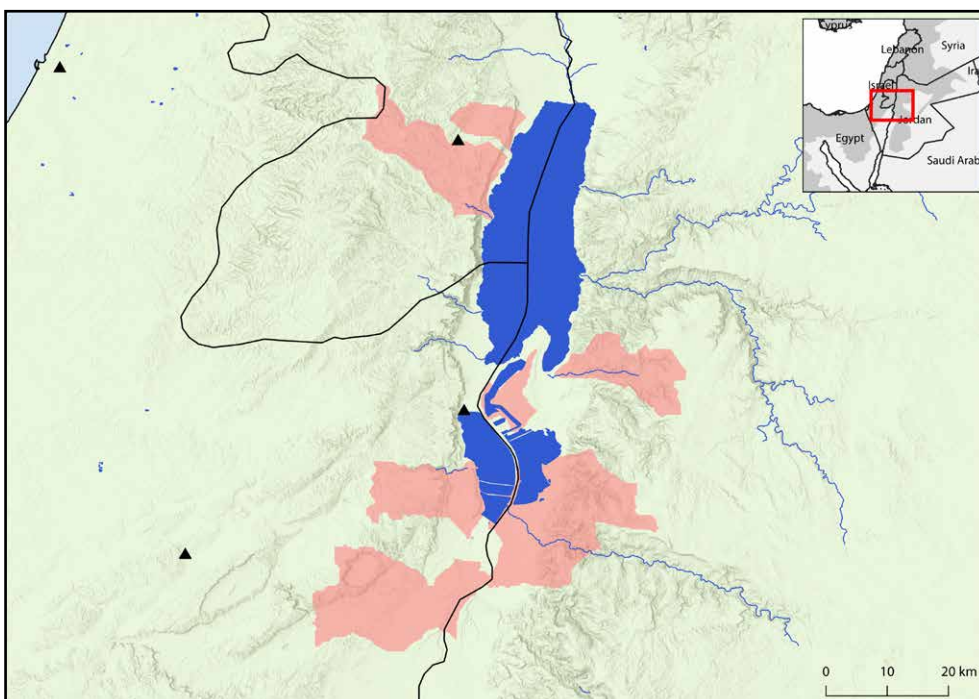 Cyprus
Lebanon
Syria
Israel
Jordan
Egypt
Saudi Arab
0 10 20 km